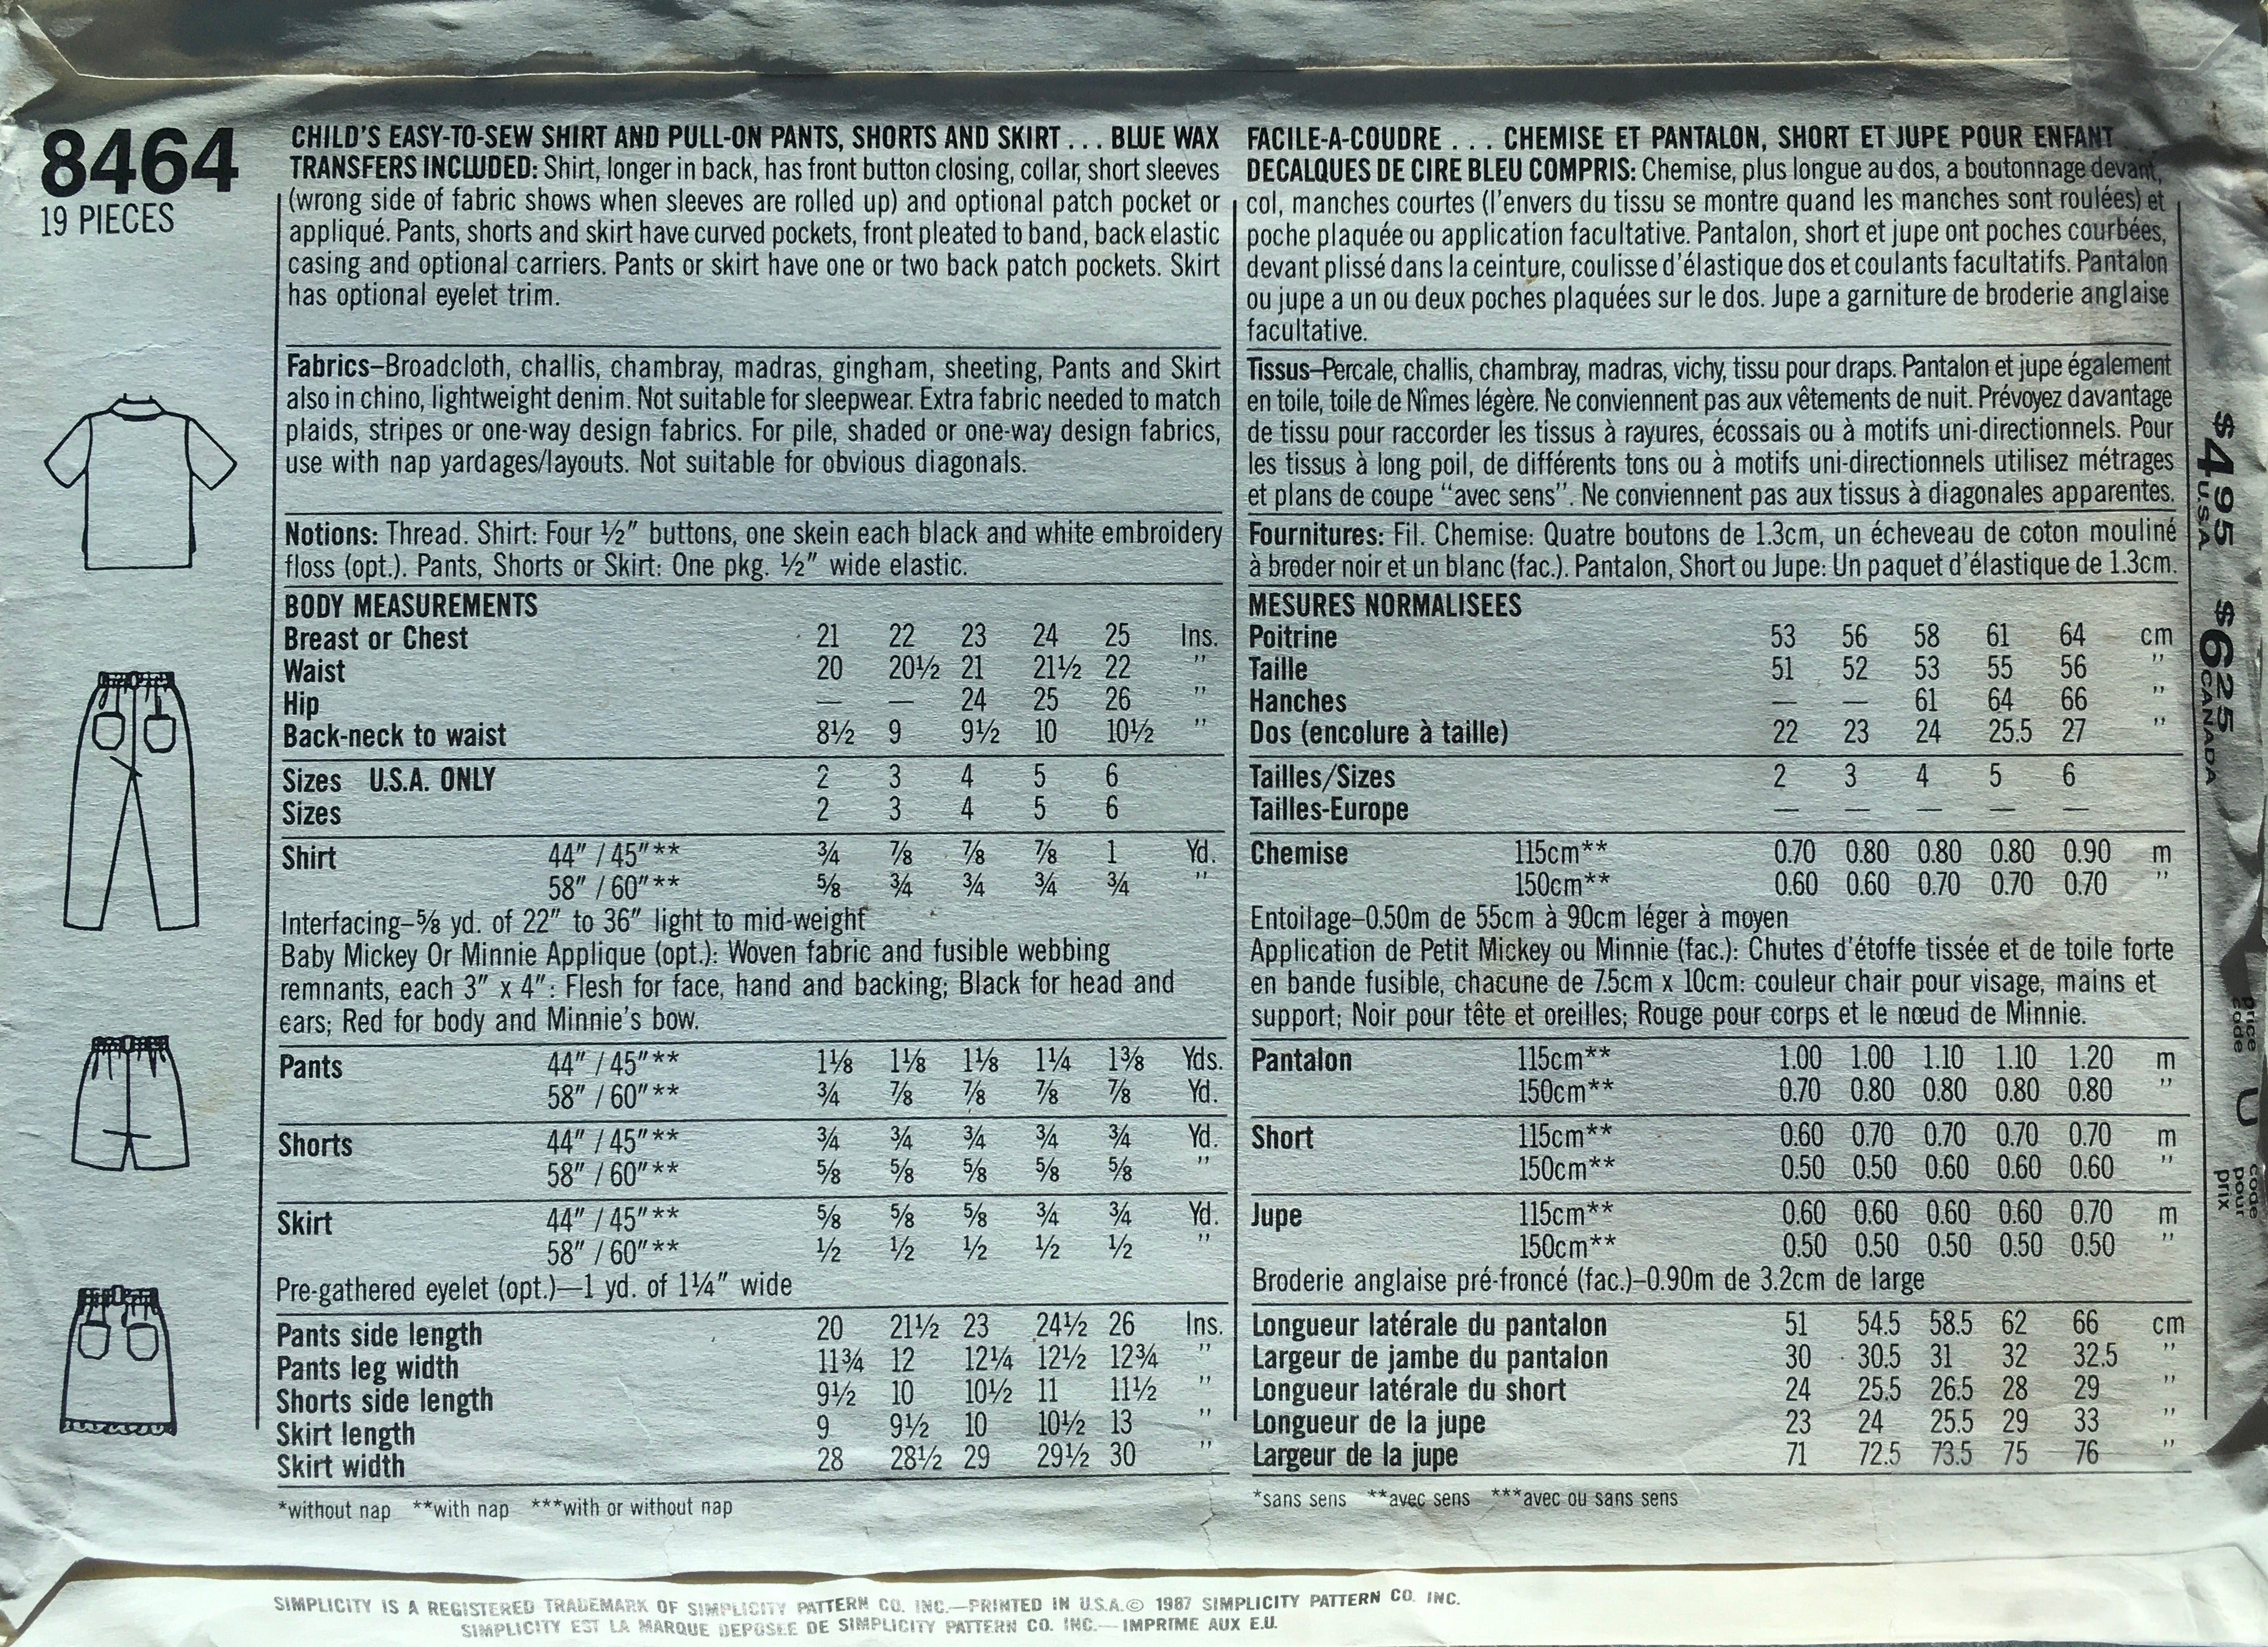 8464
19 PIECES
CHILD'S EASY-TO-SEW SHIRT AND PULL-ON PANTS, SHORTS AND SKIRT . . . BLUE WAX
TRANSFERS INCLUDED: Shirt, longer in back, has front button closing, collar, short sleeves
(wrong side of fabric shows when sleeves are rolled up) and optional patch pocket or
appliqué. Pants, shorts and skirt have curved pockets, front pleated to band, back elastic
casing and optional carriers. Pants or skirt have one or two back patch pockets. Skirt
has optional eyelet trim.
Fabrics–Broadcloth, challis, chambray, madras, gingham, sheeting, Pants and Skirt
also in chino, lightweight denim. Not suitable for sleepwear. Extra fabric needed to match
plaids, stripes or one-way design fabrics. For pile, shaded or one-way design fabrics,
use with nap yardages/layouts. Not suitable for obvious diagonals.
Notions: Thread. Shirt: Four ½″ buttons, one skein each black and white embroidery
floss (opt.). Pants, Shorts or Skirt: One pkg. ½″ wide elastic.
BODY MEASUREMENTS
Breast or Chest 21 22 23 24 25 Ins.
Waist 20 20½ 21 21½ 22 ″
Hip — — 24 25 26 ″
Back-neck to waist 8½ 9 9½ 10 10½ ″
Sizes U.S.A. ONLY 2 3 4 5 6
Sizes 2 3 4 5 6
Shirt 44″ / 45″** ¾ ⅞ ⅞ ⅞ 1 Yd.
58″ / 60″** ⅝ ¾ ¾ ¾ ¾ ″
Interfacing–⅝ yd. of 22″ to 36″ light to mid-weight
Baby Mickey Or Minnie Applique (opt.): Woven fabric and fusible webbing
remnants, each 3″ x 4″: Flesh for face, hand and backing; Black for head and
ears; Red for body and Minnie's bow.
Pants 44″ / 45″** 1⅛ 1⅛ 1⅛ 1¼ 1⅜ Yds.
58″ / 60″** ¾ ⅞ ⅞ ⅞ ⅞ Yd.
Shorts 44″ / 45″** ¾ ¾ ¾ ¾ ¾ Yd.
58″ / 60″** ⅝ ⅝ ⅝ ⅝ ⅝ ″
Skirt 44″ / 45″** ⅝ ⅝ ⅝ ¾ ¾ Yd.
58″ / 60″** ½ ½ ½ ½ ½ ″
Pre-gathered eyelet (opt.)—1 yd. of 1¼″ wide
Pants side length 20 21½ 23 24½ 26 Ins.
Pants leg width 11¾ 12 12¼ 12½ 12¾ ″
Shorts side length 9½ 10 10½ 11 11½ ″
Skirt length 9 9½ 10 10½ 13 ″
Skirt width 28 28½ 29 29½ 30 ″
*without nap **with nap ***with or without nap
FACILE-A-COUDRE . . . CHEMISE ET PANTALON, SHORT ET JUPE POUR ENFANT . . .
DECALQUES DE CIRE BLEU COMPRIS: Chemise, plus longue au dos, a boutonnage devant,
col, manches courtes (l'envers du tissu se montre quand les manches sont roulées) et
poche plaquée ou application facultative. Pantalon, short et jupe ont poches courbées,
devant plissé dans la ceinture, coulisse d'élastique dos et coulants facultatifs. Pantalon
ou jupe a un ou deux poches plaquées sur le dos. Jupe a garniture de broderie anglaise
facultative.
Tissus–Percale, challis, chambray, madras, vichy, tissu pour draps. Pantalon et jupe également
en toile, toile de Nîmes légère. Ne conviennent pas aux vêtements de nuit. Prévoyez davantage
de tissu pour raccorder les tissus à rayures, écossais ou à motifs uni-directionnels. Pour
les tissus à long poil, de différents tons ou à motifs uni-directionnels utilisez métrages
et plans de coupe "avec sens". Ne conviennent pas aux tissus à diagonales apparentes.
Fournitures: Fil. Chemise: Quatre boutons de 1.3cm, un écheveau de coton mouliné
à broder noir et un blanc (fac.). Pantalon, Short ou Jupe: Un paquet d'élastique de 1.3cm.
MESURES NORMALISEES
Poitrine 53 56 58 61 64 cm
Taille 51 52 53 55 56 ″
Hanches — — 61 64 66 ″
Dos (encolure à taille) 22 23 24 25.5 27 ″
Tailles/Sizes 2 3 4 5 6
Tailles-Europe — — — — —
Chemise 115cm** 0.70 0.80 0.80 0.80 0.90 m
150cm** 0.60 0.60 0.70 0.70 0.70 ″
Entoilage–0.50m de 55cm à 90cm léger à moyen
Application de Petit Mickey ou Minnie (fac.): Chutes d'étoffe tissée et de toile forte
en bande fusible, chacune de 7.5cm x 10cm: couleur chair pour visage, mains et
support; Noir pour tête et oreilles; Rouge pour corps et le nœud de Minnie.
Pantalon 115cm** 1.00 1.00 1.10 1.10 1.20 m
150cm** 0.70 0.80 0.80 0.80 0.80 ″
Short 115cm** 0.60 0.70 0.70 0.70 0.70 m
150cm** 0.50 0.50 0.60 0.60 0.60 ″
Jupe 115cm** 0.60 0.60 0.60 0.60 0.70 m
150cm** 0.50 0.50 0.50 0.50 0.50 ″
Broderie anglaise pré-froncé (fac.)–0.90m de 3.2cm de large
Longueur latérale du pantalon 51 54.5 58.5 62 66 cm
Largeur de jambe du pantalon 30 30.5 31 32 32.5 ″
Longueur latérale du short 24 25.5 26.5 28 29 ″
Longueur de la jupe 23 24 25.5 29 33 ″
Largeur de la jupe 71 72.5 73.5 75 76 ″
*sans sens **avec sens ***avec ou sans sens
$4.95 U.S.A.
$6.25 CANADA
price code
U
code pour prix
SIMPLICITY IS A REGISTERED TRADEMARK OF SIMPLICITY PATTERN CO. INC.—PRINTED IN U.S.A.© 1987 SIMPLICITY PATTERN CO. INC.
SIMPLICITY EST LA MARQUE DEPOSEE DE SIMPLICITY PATTERN CO. INC.— IMPRIME AUX E.U.